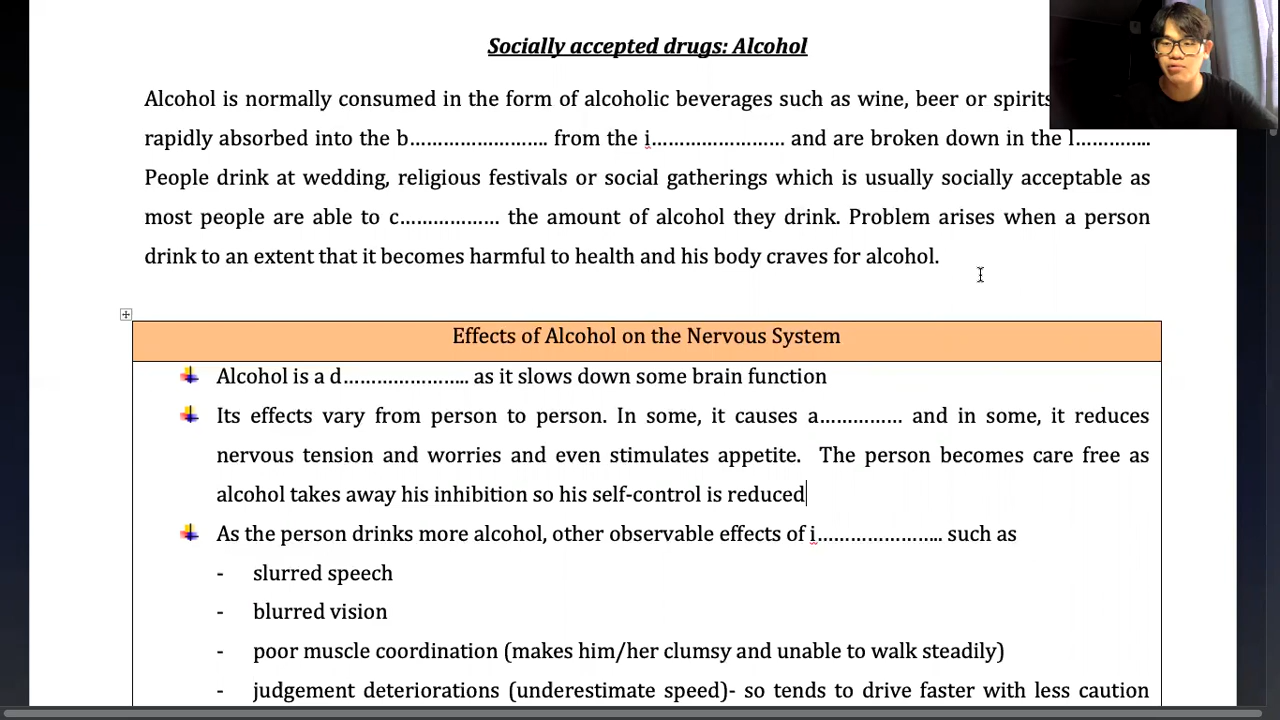 Socially accepted drugs: Alcohol
Alcohol is normally consumed in the form of alcoholic beverages such as wine, beer or spirits
rapidly absorbed into the b……………………. from the i…………………… and are broken down in the l…………..
People drink at wedding, religious festivals or social gatherings which is usually socially acceptable as
most people are able to c……………… the amount of alcohol they drink. Problem arises when a person
drink to an extent that it becomes harmful to health and his body craves for alcohol.
Effects of Alcohol on the Nervous System
Alcohol is a d………………….. as it slows down some brain function
Its effects vary from person to person. In some, it causes a…………… and in some, it reduces
nervous tension and worries and even stimulates appetite. The person becomes care free as
alcohol takes away his inhibition so his self-control is reduced
As the person drinks more alcohol, other observable effects of i………………….. such as
- slurred speech
- blurred vision
- poor muscle coordination (makes him/her clumsy and unable to walk steadily)
- judgement deteriorations (underestimate speed)- so tends to drive faster with less caution